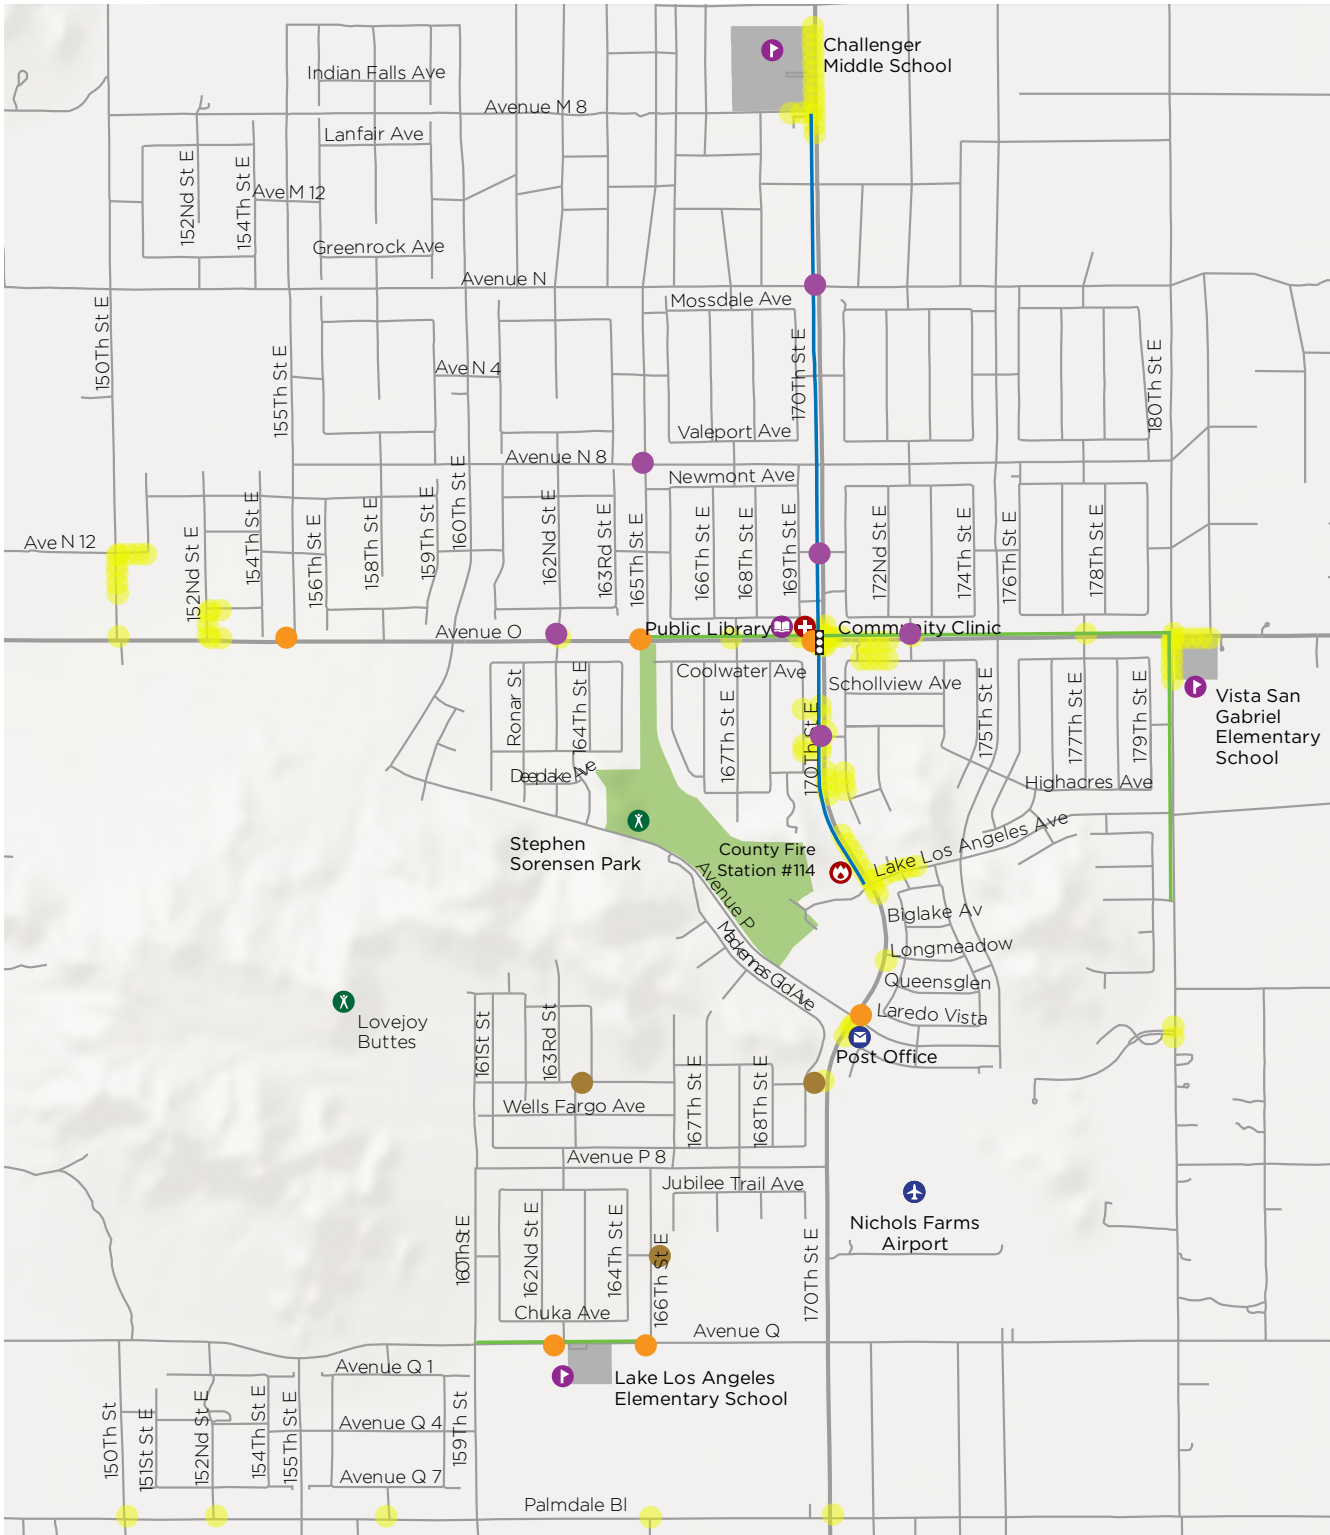 Challenger
Middle School
Indian Falls Ave
Avenue M 8
Lanfair Ave
152Nd St E
154Th St E
Ave M 12
Greenrock Ave
Avenue N
Mossdale Ave
150Th St E
155Th St E
Ave N 4
170Th St E
180Th St E
Valeport Ave
Avenue N 8
Newmont Ave
160Th St E
Ave N 12
152Nd St E
154Th St E
156Th St E
158Th St E
159Th St E
162Nd St E
163Rd St E
165Th St E
166Th St E
168Th St E
169Th St E
172Nd St E
174Th St E
176Th St E
178Th St E
Avenue O
Public Library
Community Clinic
Coolwater Ave
Schollview Ave
Ronar St
164Th St E
167Th St E
170Th St E
175Th St E
177Th St E
179Th St E
Vista San
Gabriel
Elementary
School
Deeplake Ave
Highacres Ave
Stephen
Sorensen Park
County Fire
Station #114
Lake Los Angeles Ave
Avenue P
Biglake Av
Mackennas Gld Ave
Longmeadow
Queensglen
Lovejoy
Buttes
Laredo Vista
Post Office
161St St E
163Rd St
167Th St E
168Th St E
Wells Fargo Ave
Avenue P 8
Jubilee Trail Ave
160Th St E
162Nd St E
164Th St E
166Th St E
170Th St E
Nichols Farms
Airport
Chuka Ave
Avenue Q
Avenue Q 1
Lake Los Angeles
Elementary School
150Th St
151St St E
152Nd St E
154Th St E
155Th St E
159Th St
Avenue Q 4
Avenue Q 7
Palmdale Bl